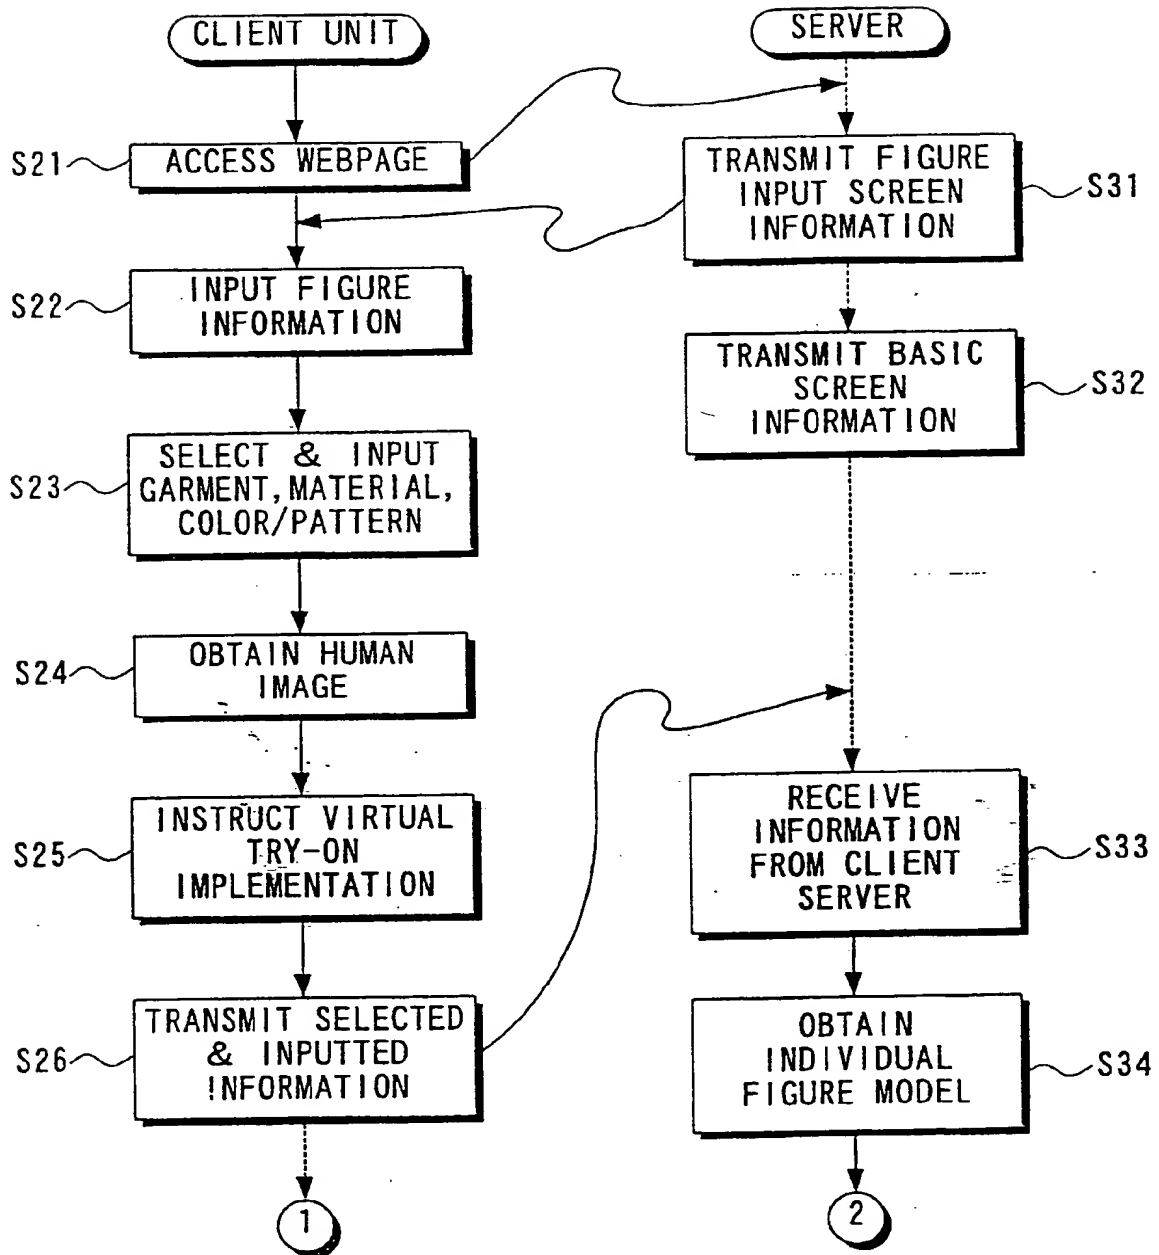 CLIENT UNIT
S21
ACCESS WEBPAGE
S22
INPUT FIGURE
INFORMATION
S23
SELECT & INPUT
GARMENT, MATERIAL,
COLOR/PATTERN
S24
OBTAIN HUMAN
IMAGE
S25
INSTRUCT VIRTUAL
TRY-ON
IMPLEMENTATION
S26
TRANSMIT SELECTED
& INPUTTED
INFORMATION
1
SERVER
TRANSMIT FIGURE
INPUT SCREEN
INFORMATION
S31
TRANSMIT BASIC
SCREEN
INFORMATION
S32
RECEIVE
INFORMATION
FROM CLIENT
SERVER
S33
OBTAIN
INDIVIDUAL
FIGURE MODEL
S34
2